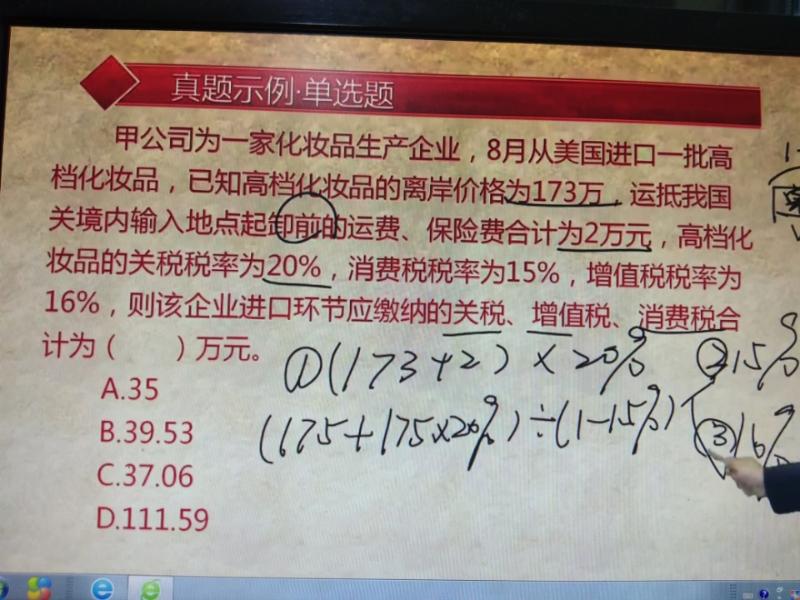 真题示例·单选题
甲公司为一家化妆品生产企业，8月从美国进口一批高
档化妆品，已知高档化妆品的离岸价格为173万，运抵我国
关境内输入地点起卸前的运费、保险费合计为2万元，高档化
妆品的关税税率为20%，消费税税率为15%，增值税税率为
16%，则该企业进口环节应缴纳的关税、增值税、消费税合
计为（　　）万元。
①(173+2)×20% ②15%
A.35
(175+175×20%)÷(1-15%) ③16%
B.39.53
C.37.06
D.111.59